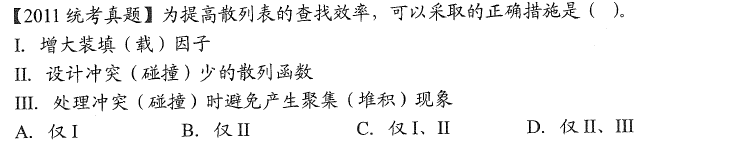 【2011 统考真题】为提高散列表的查找效率，可以采取的正确措施是（ ）。
I. 增大装填（载）因子
II. 设计冲突（碰撞）少的散列函数
III. 处理冲突（碰撞）时避免产生聚集（堆积）现象
A. 仅 I B. 仅 II C. 仅 I、II D. 仅 II、III